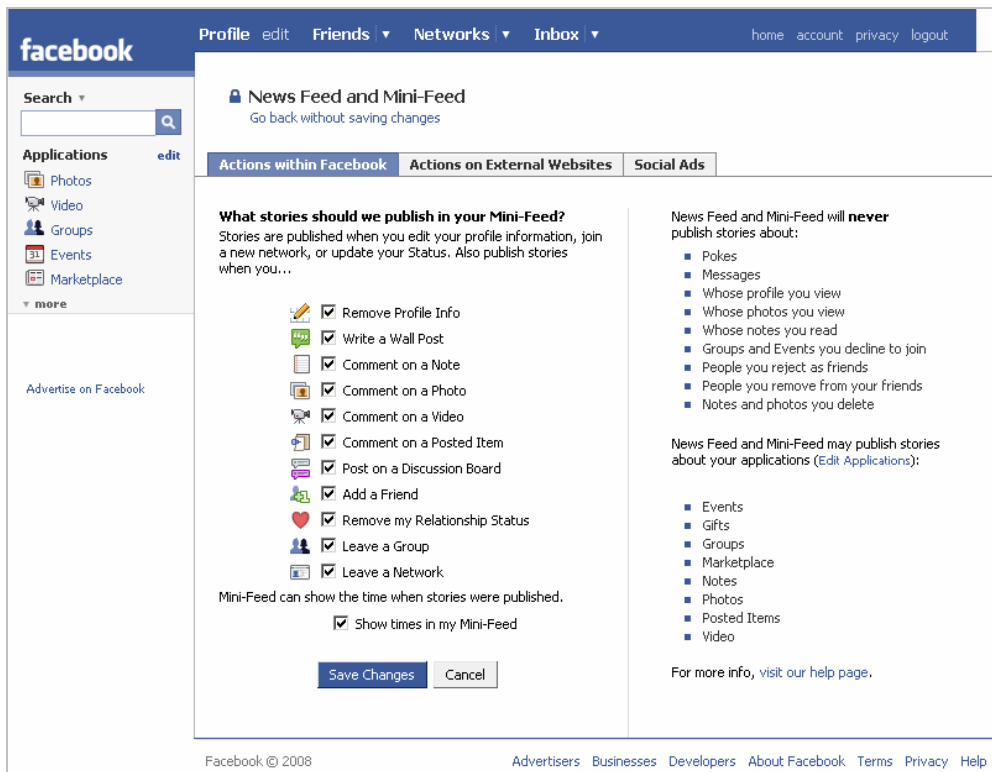 facebook
Profile edit Friends ▼ Networks ▼ Inbox ▼ home account privacy logout
Search ▼
Applications edit
Photos
Video
31 Events
Groups
Marketplace
▼ more
Advertise on Facebook
News Feed and Mini-Feed
Go back without saving changes
Actions within Facebook Actions on External Websites Social Ads
What stories should we publish in your Mini-Feed?
Stories are published when you edit your profile information, join
a new network, or update your Status. Also publish stories
when you...
Remove Profile Info
Write a Wall Post
Comment on a Note
Comment on a Photo
Comment on a Video
Comment on a Posted Item
Post on a Discussion Board
Add a Friend
Remove my Relationship Status
Leave a Group
Leave a Network
Mini-Feed can show the time when stories were published.
Show times in my Mini-Feed
Save Changes Cancel
News Feed and Mini-Feed will never
publish stories about:
Pokes
Messages
Whose profile you view
Whose photos you view
Whose notes you read
Groups and Events you decline to join
People you reject as friends
People you remove from your friends
Notes and photos you delete
News Feed and Mini-Feed may publish stories
about your applications (Edit Applications):
Events
Gifts
Groups
Marketplace
Notes
Photos
Posted Items
Video
For more info, visit our help page.
Facebook © 2008 Advertisers Businesses Developers About Facebook Terms Privacy Help